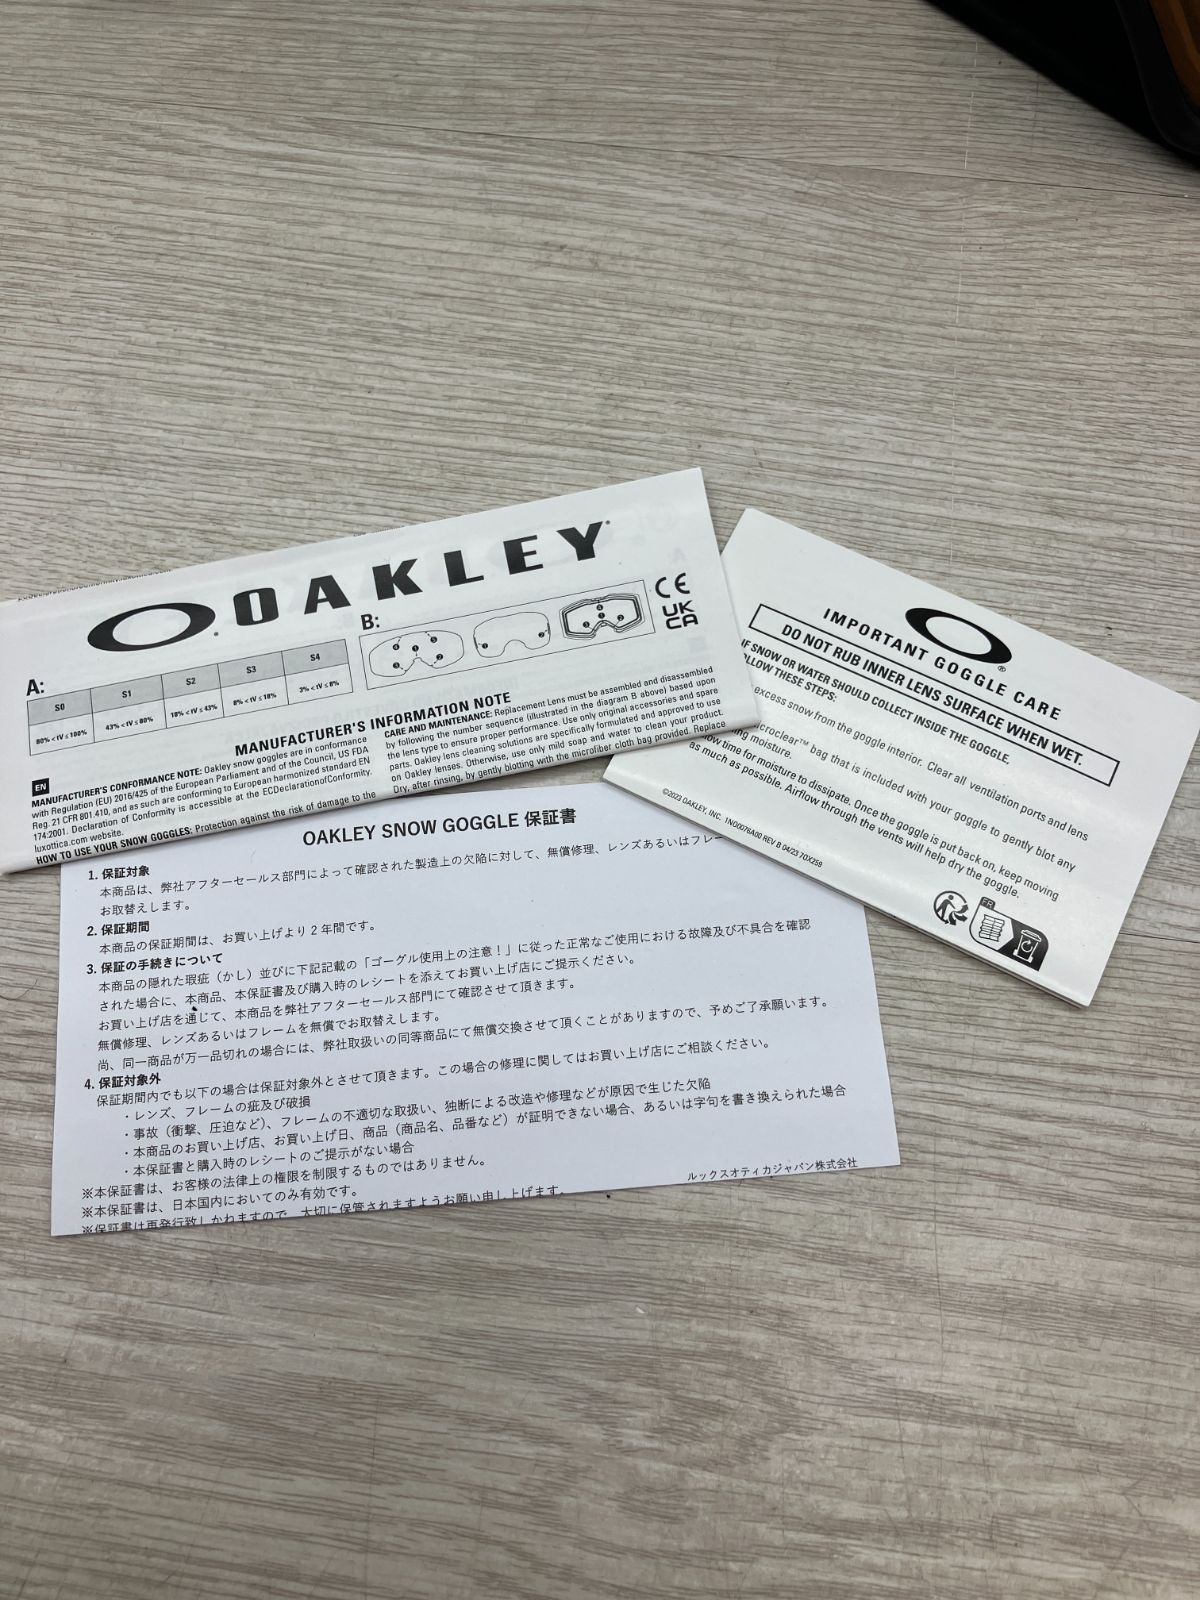 OAKLEY
A:
S0 S1 S2 S3 S4
80% < tV ≤ 100% 43% < tV ≤ 80% 18% < tV ≤ 43% 8% < tV ≤ 18% 3% < tV ≤ 8%
B:
CE
UK
CA
MANUFACTURER'S INFORMATION NOTE
EN
MANUFACTURER'S CONFORMANCE NOTE: Oakley snow goggles are in conformance
with Regulation (EU) 2016/425 of the European Parliament and of the Council, US FDA
Reg. 21 CFR 801.410, and as such are conforming to European harmonized standard EN
174:2001. Declaration of Conformity is accessible at the ECDeclarationofConformity.
luxottica.com website.
HOW TO USE YOUR SNOW GOGGLES: Protection against the risk of damage to the
CARE AND MAINTENANCE: Replacement Lens must be assembled and disassembled
by following the number sequence (illustrated in the diagram B above) based upon
the lens type to ensure proper performance. Use only original accessories and spare
parts. Oakley lens cleaning solutions are specifically formulated and approved to use
on Oakley lenses. Otherwise, use only mild soap and water to clean your product.
Dry, after rinsing, by gently blotting with the microfiber cloth bag provided. Replace
IMPORTANT GOGGLE CARE
DO NOT RUB INNER LENS SURFACE WHEN WET.
IF SNOW OR WATER SHOULD COLLECT INSIDE THE GOGGLE,
FOLLOW THESE STEPS:
excess snow from the goggle interior. Clear all ventilation ports and lens
microclear™ bag that is included with your goggle to gently blot any
moisture.
time for moisture to dissipate. Once the goggle is put back on, keep moving
as much as possible. Airflow through the vents will help dry the goggle.
©2023 OAKLEY, INC. 1NO0076A00 REV B 04/23 70X258
FR
OAKLEY SNOW GOGGLE 保証書
1. 保証対象
本商品は、弊社アフターセールス部門によって確認された製造上の欠陥に対して、無償修理、レンズあるいはフレー
お取替えします。
2. 保証期間
本商品の保証期間は、お買い上げより 2 年間です。
3. 保証の手続きについて
本商品の隠れた瑕疵（かし）並びに下記記載の「ゴーグル使用上の注意！」に従った正常なご使用における故障及び不具合を確認
された場合に、本商品、本保証書及び購入時のレシートを添えてお買い上げ店にご提示ください。
お買い上げ店を通じて、本商品を弊社アフターセールス部門にて確認させて頂きます。
無償修理、レンズあるいはフレームを無償でお取替えします。
尚、同一商品が万一品切れの場合には、弊社取扱いの同等商品にて無償交換させて頂くことがありますので、予めご了承願います。
4. 保証対象外
保証期間内でも以下の場合は保証対象外とさせて頂きます。この場合の修理に関してはお買い上げ店にご相談ください。
・レンズ、フレームの疵及び破損
・事故（衝撃、圧迫など）、フレームの不適切な取扱い、独断による改造や修理などが原因で生じた欠陥
・本商品のお買い上げ店、お買い上げ日、商品（商品名、品番など）が証明できない場合、あるいは字句を書き換えられた場合
・本保証書と購入時のレシートのご提示がない場合
※本保証書は、お客様の法律上の権限を制限するものではありません。
※本保証書は、日本国内においてのみ有効です。
※保証書は再発行致しかねますので、大切に保管されますようお願い申し上げます。
ルックスオティカジャパン株式会社